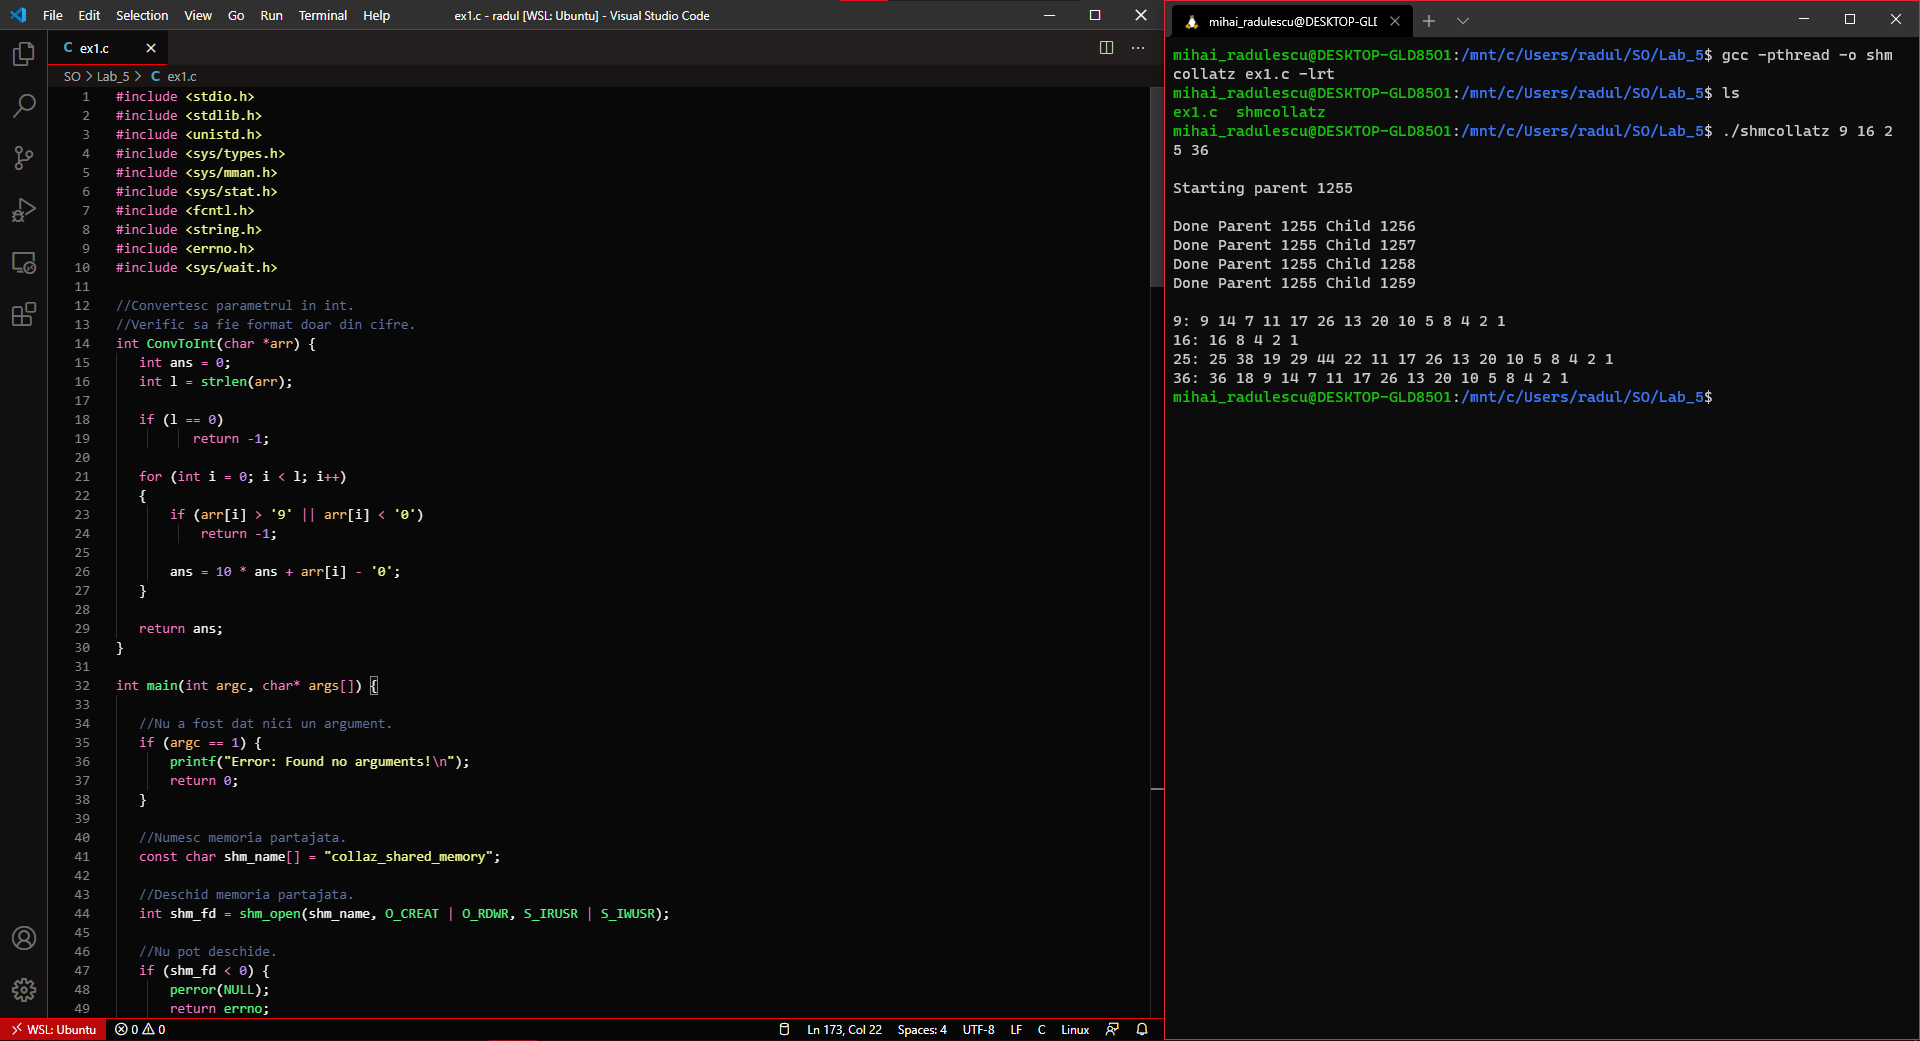 File Edit Selection View Go Run Terminal Help
ex1.c - radul [WSL: Ubuntu] - Visual Studio Code
C ex1.c
SO > Lab_5 > C ex1.c
1 #include <stdio.h>
2 #include <stdlib.h>
3 #include <unistd.h>
4 #include <sys/types.h>
5 #include <sys/mman.h>
6 #include <sys/stat.h>
7 #include <fcntl.h>
8 #include <string.h>
9 #include <errno.h>
10 #include <sys/wait.h>
11
12 //Convertesc parametrul in int.
13 //Verific sa fie format doar din cifre.
14 int ConvToInt(char *arr) {
15 int ans = 0;
16 int l = strlen(arr);
17
18 if (l == 0)
19 return -1;
20
21 for (int i = 0; i < l; i++)
22 {
23 if (arr[i] > '9' || arr[i] < '0')
24 return -1;
25
26 ans = 10 * ans + arr[i] - '0';
27 }
28
29 return ans;
30 }
31
32 int main(int argc, char* args[]) {
33
34 //Nu a fost dat nici un argument.
35 if (argc == 1) {
36 printf("Error: Found no arguments!\n");
37 return 0;
38 }
39
40 //Numesc memoria partajata.
41 const char shm_name[] = "collaz_shared_memory";
42
43 //Deschid memoria partajata.
44 int shm_fd = shm_open(shm_name, O_CREAT | O_RDWR, S_IRUSR | S_IWUSR);
45
46 //Nu pot deschide.
47 if (shm_fd < 0) {
48 perror(NULL);
49 return errno;
WSL: Ubuntu 0 0
Ln 173, Col 22 Spaces: 4 UTF-8 LF C Linux
mihai_radulescu@DESKTOP-GLD
mihai_radulescu@DESKTOP-GLD85O1:/mnt/c/Users/radul/SO/Lab_5$ gcc -pthread -o shm
collatz ex1.c -lrt
mihai_radulescu@DESKTOP-GLD85O1:/mnt/c/Users/radul/SO/Lab_5$ ls
ex1.c shmcollatz
mihai_radulescu@DESKTOP-GLD85O1:/mnt/c/Users/radul/SO/Lab_5$ ./shmcollatz 9 16 2
5 36
Starting parent 1255
Done Parent 1255 Child 1256
Done Parent 1255 Child 1257
Done Parent 1255 Child 1258
Done Parent 1255 Child 1259
9: 9 14 7 11 17 26 13 20 10 5 8 4 2 1
16: 16 8 4 2 1
25: 25 38 19 29 44 22 11 17 26 13 20 10 5 8 4 2 1
36: 36 18 9 14 7 11 17 26 13 20 10 5 8 4 2 1
mihai_radulescu@DESKTOP-GLD85O1:/mnt/c/Users/radul/SO/Lab_5$